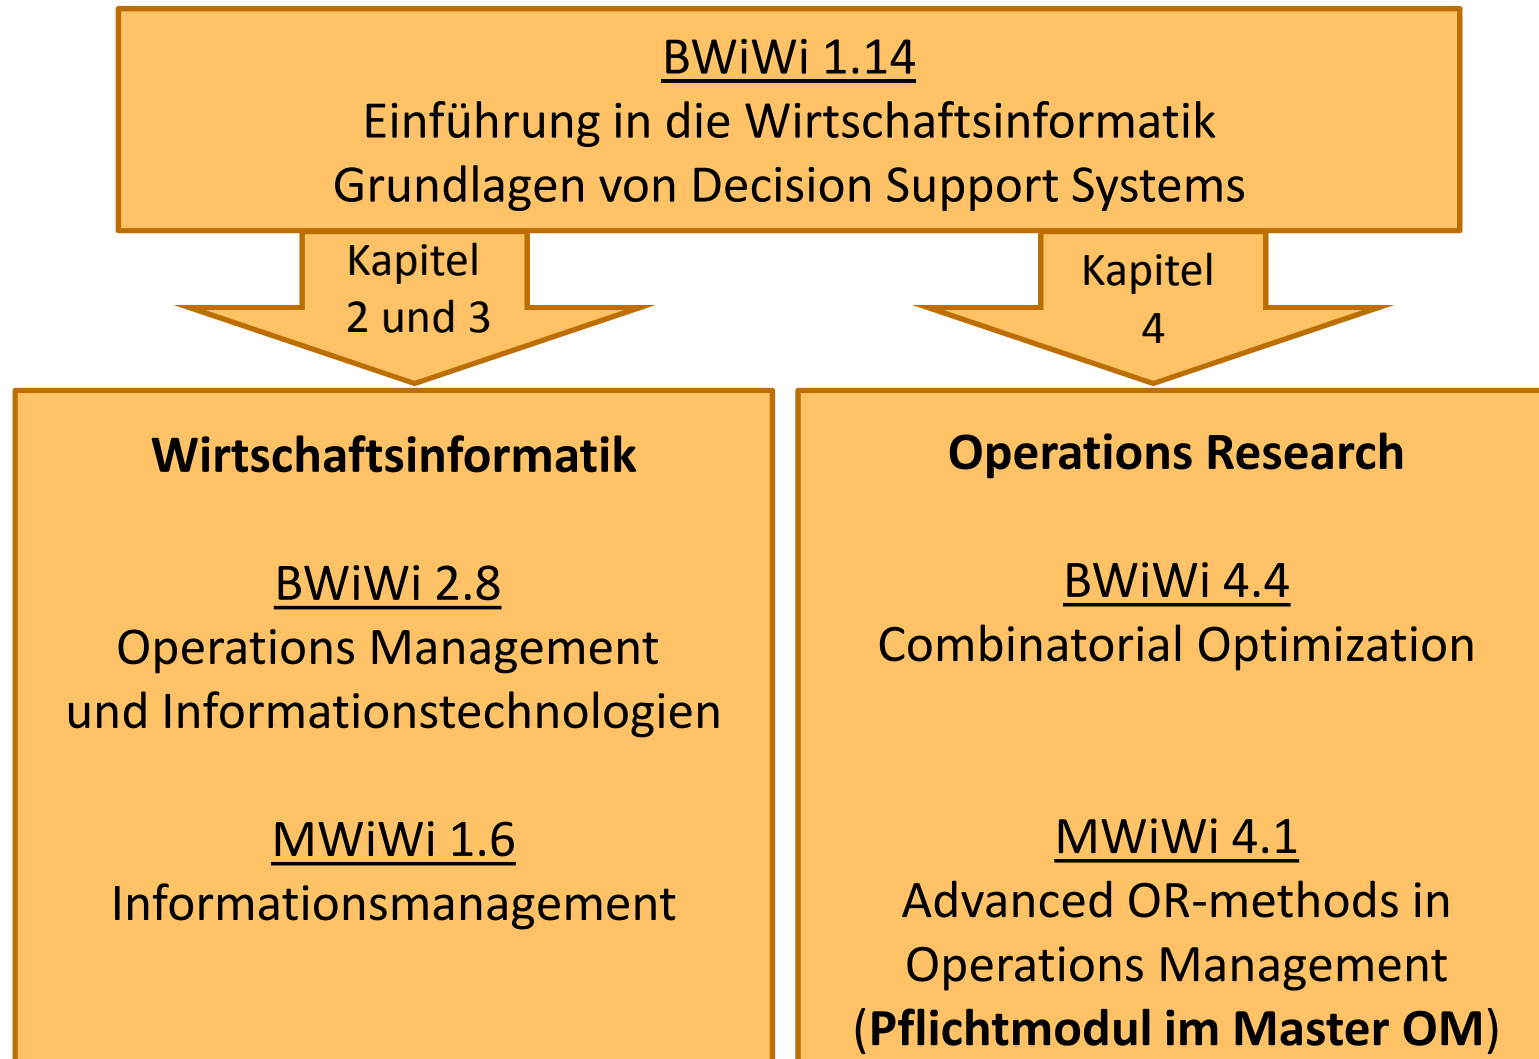 BWiWi 1.14
Einführung in die Wirtschaftsinformatik
Grundlagen von Decision Support Systems
Kapitel
2 und 3
Kapitel
4
Wirtschaftsinformatik
BWiWi 2.8
Operations Management
und Informationstechnologien
MWiWi 1.6
Informationsmanagement
Operations Research
BWiWi 4.4
Combinatorial Optimization
MWiWi 4.1
Advanced OR-methods in
Operations Management
(Pflichtmodul im Master OM)